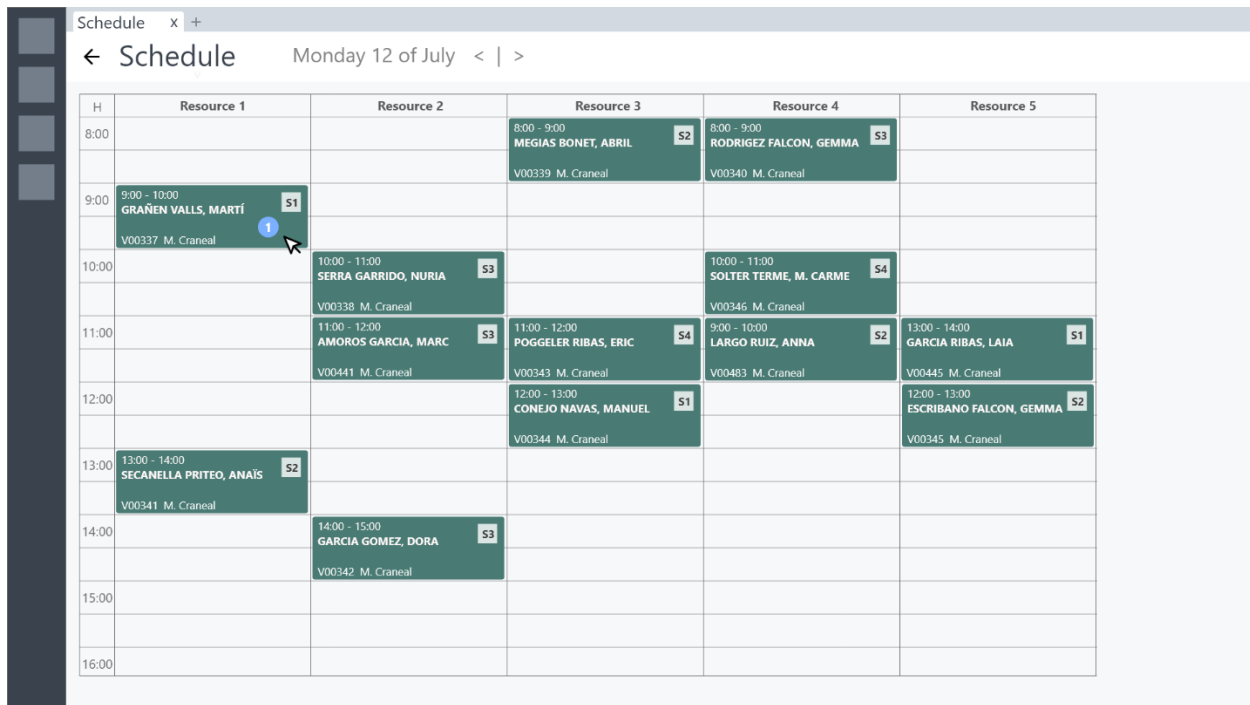 Schedule x +
← Schedule Monday 12 of July < | >
H Resource 1 Resource 2 Resource 3 Resource 4 Resource 5
8:00
8:00 - 9:00
MEGIAS BONET, ABRIL S2
V00339 M. Craneal
8:00 - 9:00
RODRIGEZ FALCON, GEMMA S3
V00340 M. Craneal
9:00
9:00 - 10:00
GRAÑEN VALLS, MARTÍ S1
1
V00337 M. Craneal
10:00
10:00 - 11:00
SERRA GARRIDO, NURIA S3
V00338 M. Craneal
10:00 - 11:00
SOLTER TERME, M. CARME S4
V00346 M. Craneal
11:00
11:00 - 12:00
AMOROS GARCIA, MARC S3
V00441 M. Craneal
11:00 - 12:00
POGGELER RIBAS, ERIC S4
V00343 M. Craneal
9:00 - 10:00
LARGO RUIZ, ANNA S2
V00483 M. Craneal
13:00 - 14:00
GARCIA RIBAS, LAIA S1
V00445 M. Craneal
12:00
12:00 - 13:00
CONEJO NAVAS, MANUEL S1
V00344 M. Craneal
12:00 - 13:00
ESCRIBANO FALCON, GEMMA S2
V00345 M. Craneal
13:00
13:00 - 14:00
SECANELLA PRITEO, ANAÏS S2
V00341 M. Craneal
14:00
14:00 - 15:00
GARCIA GOMEZ, DORA S3
V00342 M. Craneal
15:00
16:00